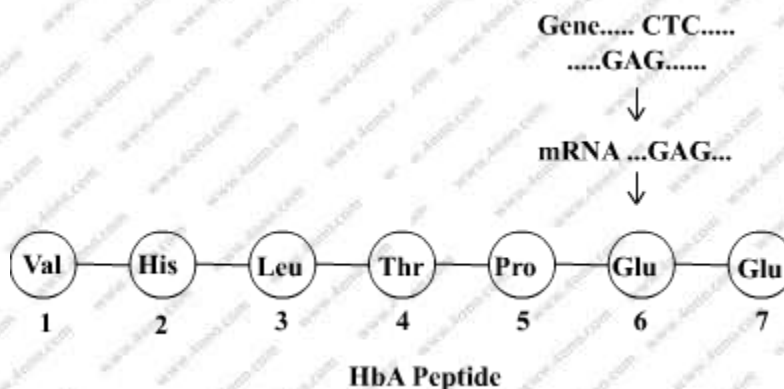 Gene..... CTC.....
.....GAG......
mRNA ...GAG...
Val His Leu Thr Pro Glu Glu
1 2 3 4 5 6 7
HbA Peptide